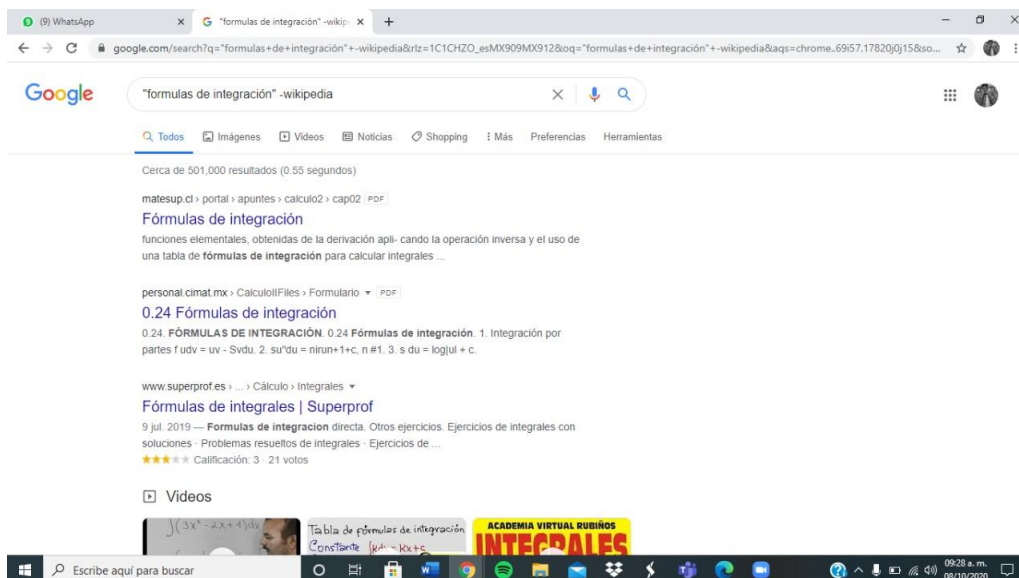 (9) WhatsApp
"formulas de integración" -wikip
google.com/search?q="formulas+de+integración"+-wikipedia&rlz=1C1CHZO_esMX909MX912&oq="formulas+de+integración"+-wikipedia&aqs=chrome..69i57.17820j0j15&so...
Google
"formulas de integración" -wikipedia
Todos Imágenes Videos Noticias Shopping Más Preferencias Herramientas
Cerca de 501,000 resultados (0.55 segundos)
matesup.cl › portal › apuntes › calculo2 › cap02 PDF
Fórmulas de integración
funciones elementales, obtenidas de la derivación apli- cando la operación inversa y el uso de
una tabla de fórmulas de integración para calcular integrales ...
personal.cimat.mx › CalculoIIFiles › Formulario PDF
0.24 Fórmulas de integración
0.24. FÓRMULAS DE INTEGRACIÓN. 0.24 Fórmulas de integración. 1. Integración por
partes f udv = uv - Svdu. 2. su"du = nirun+1+c, n #1. 3. s du = log[ul + c.
www.superprof.es › ... › Cálculo › Integrales
Fórmulas de integrales | Superprof
9 jul. 2019 — Formulas de integracion directa. Otros ejercicios. Ejercicios de integrales con
soluciones · Problemas resueltos de integrales · Ejercicios de ...
Calificación: 3 · 21 votos
Videos
∫(3x²-2x+4)dx
Tabla de fórmulas de integración
Constante ∫kdx = kx+c
ACADEMIA VIRTUAL RUBIÑOS
INTEGRALES
Escribe aquí para buscar
09:28 a. m.
08/10/2020